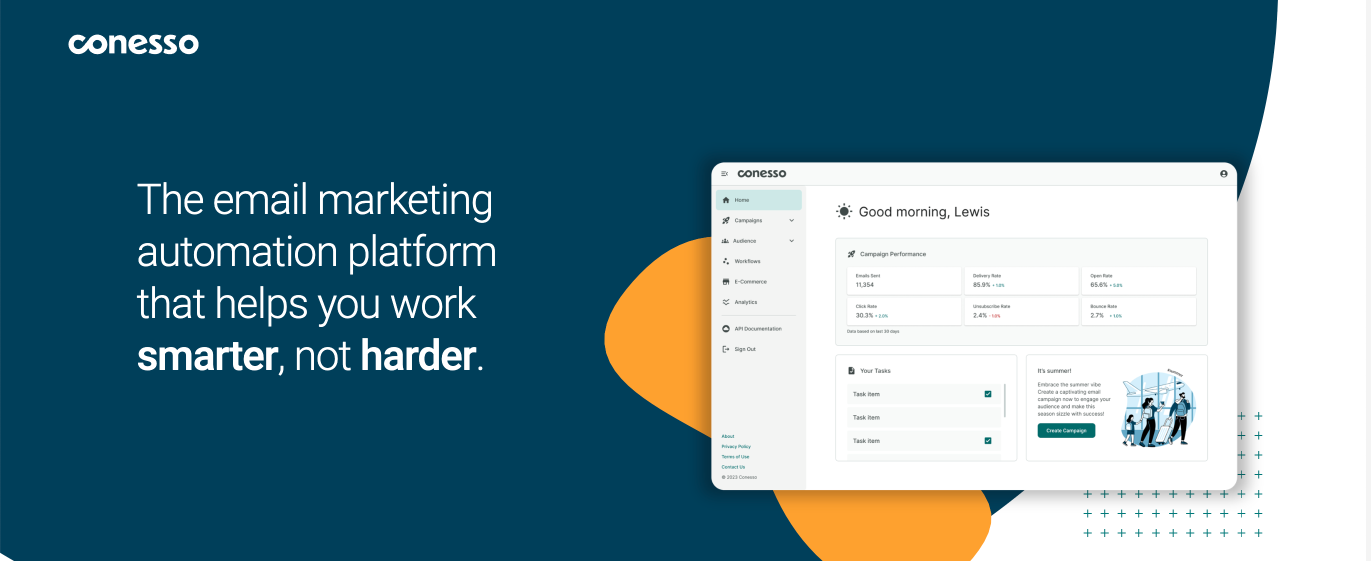 conesso
The email marketing
automation platform
that helps you work
smarter, not harder.
conesso
Home
Campaigns
Audience
Workflows
E-Commerce
Analytics
API Documentation
Sign Out
About
Privacy Policy
Terms of Use
Contact Us
© 2023 Conesso
Good morning, Lewis
Campaign Performance
Emails Sent
11,354
Delivery Rate
85.9% + 1.0%
Open Rate
65.6% + 5.0%
Click Rate
30.3% + 2.0%
Unsubscribe Rate
2.4% - 1.0%
Bounce Rate
2.7% + 1.0%
Data based on last 30 days
Your Tasks
Task item
Task item
Task item
It's summer!
Embrace the summer vibe
Create a captivating email
campaign now to engage your
audience and make this
season sizzle with success!
Create Campaign